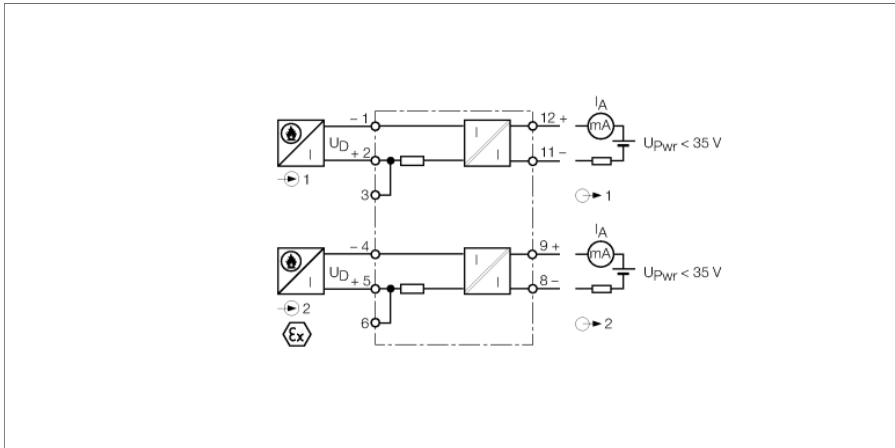 I_A
− 1
12 +
mA
I
U_D
I
I
U_Pwr < 35 V
+ 2
11 −
1
3
1
I_A
− 4
9 +
mA
I
U_D
I
I
U_Pwr < 35 V
+ 5
8 −
2
6
2
Ex